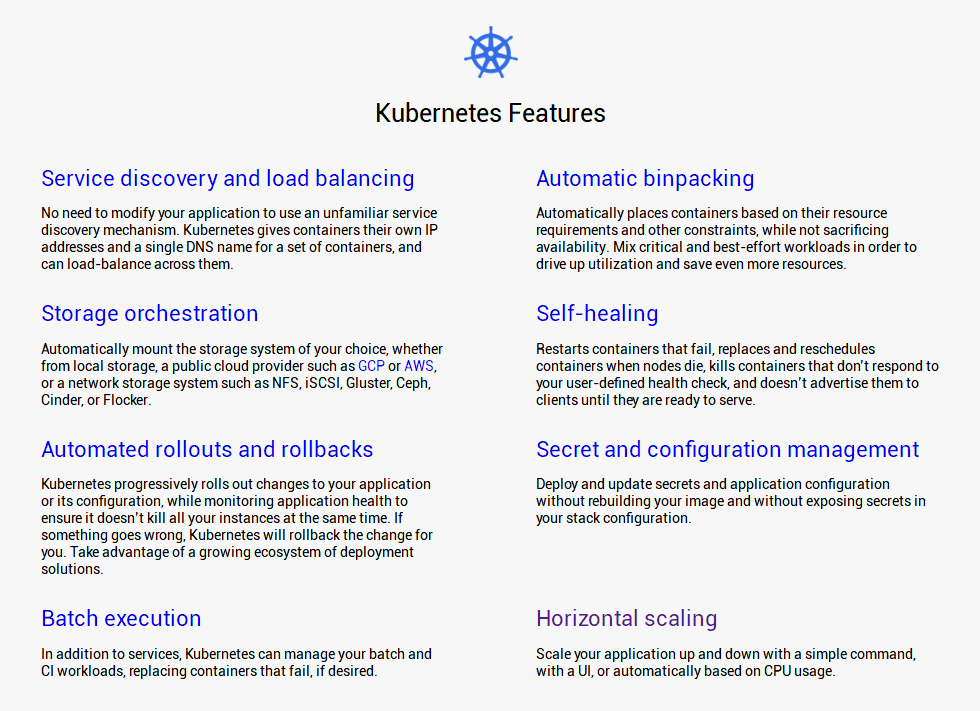 Kubernetes Features
Service discovery and load balancing
No need to modify your application to use an unfamiliar service
discovery mechanism. Kubernetes gives containers their own IP
addresses and a single DNS name for a set of containers, and
can load-balance across them.
Automatic binpacking
Automatically places containers based on their resource
requirements and other constraints, while not sacrificing
availability. Mix critical and best-effort workloads in order to
drive up utilization and save even more resources.
Storage orchestration
Automatically mount the storage system of your choice, whether
from local storage, a public cloud provider such as GCP or AWS,
or a network storage system such as NFS, iSCSI, Gluster, Ceph,
Cinder, or Flocker.
Self-healing
Restarts containers that fail, replaces and reschedules
containers when nodes die, kills containers that don't respond to
your user-defined health check, and doesn't advertise them to
clients until they are ready to serve.
Automated rollouts and rollbacks
Kubernetes progressively rolls out changes to your application
or its configuration, while monitoring application health to
ensure it doesn't kill all your instances at the same time. If
something goes wrong, Kubernetes will rollback the change for
you. Take advantage of a growing ecosystem of deployment
solutions.
Secret and configuration management
Deploy and update secrets and application configuration
without rebuilding your image and without exposing secrets in
your stack configuration.
Batch execution
In addition to services, Kubernetes can manage your batch and
CI workloads, replacing containers that fail, if desired.
Horizontal scaling
Scale your application up and down with a simple command,
with a UI, or automatically based on CPU usage.